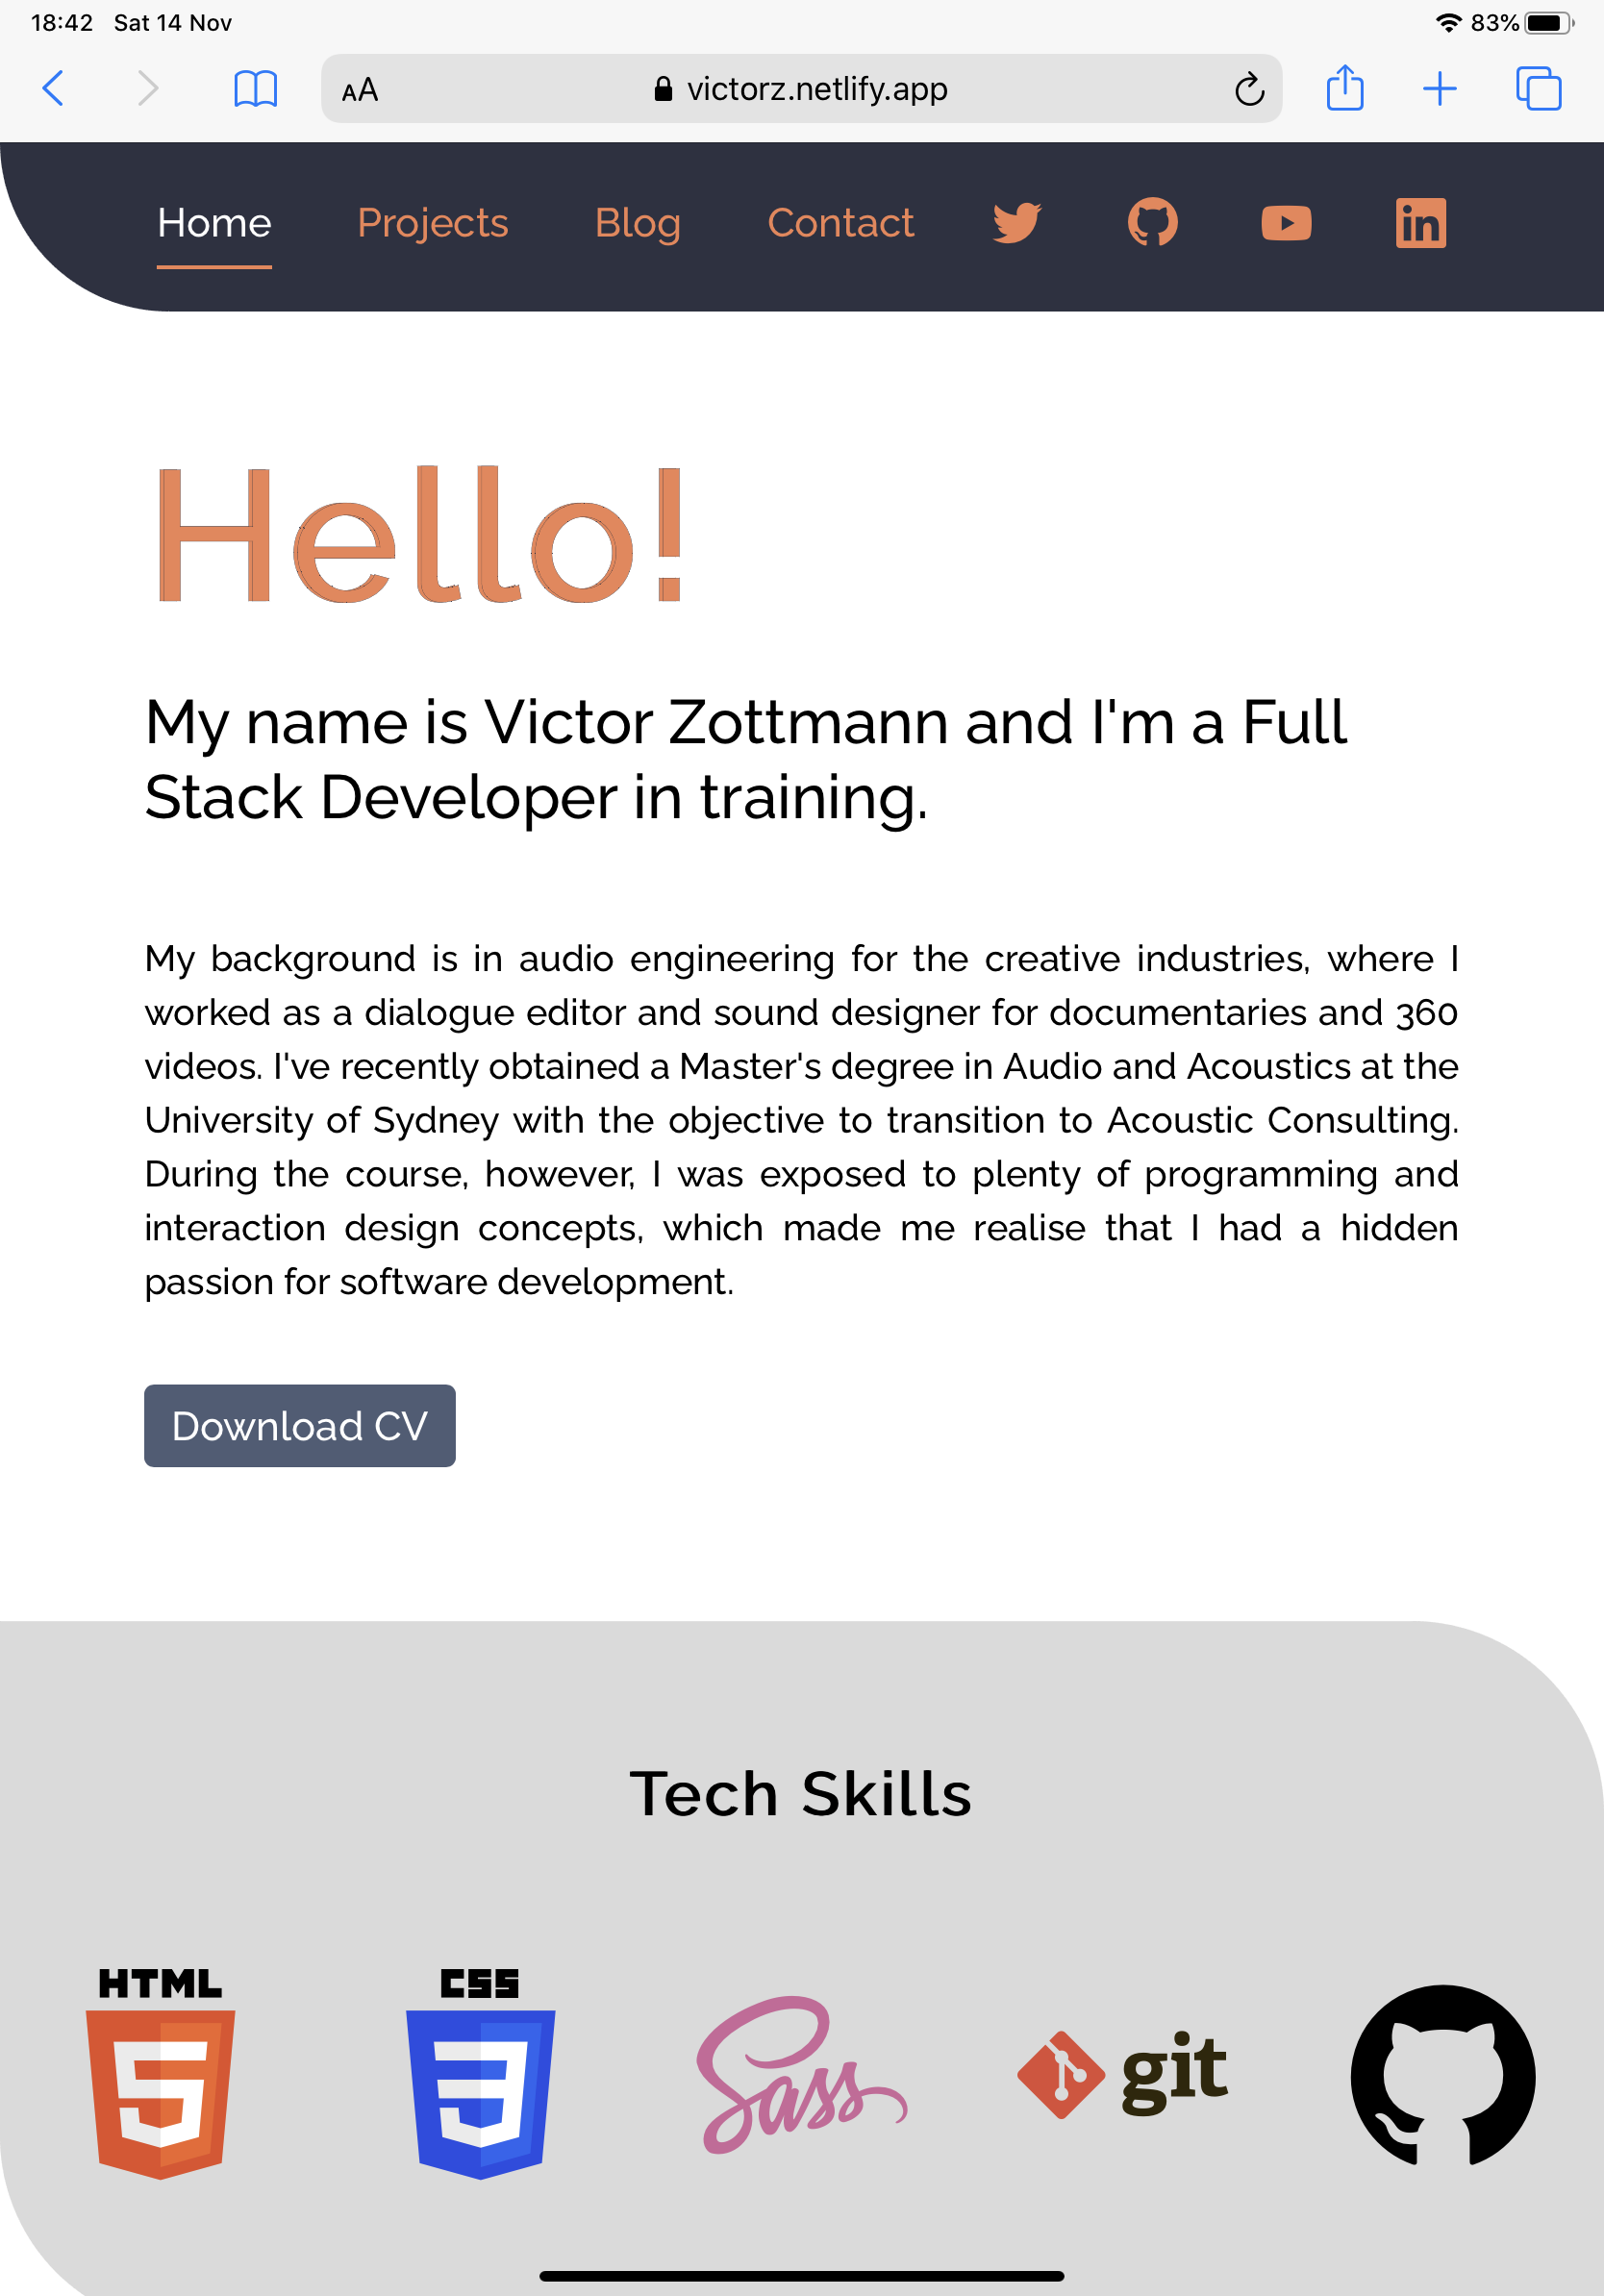 18:42 Sat 14 Nov 83%
AA victorz.netlify.app
Home Projects Blog Contact in
Hello!
My name is Victor Zottmann and I'm a Full
Stack Developer in training.
My background is in audio engineering for the creative industries, where I
worked as a dialogue editor and sound designer for documentaries and 360
videos. I've recently obtained a Master's degree in Audio and Acoustics at the
University of Sydney with the objective to transition to Acoustic Consulting.
During the course, however, I was exposed to plenty of programming and
interaction design concepts, which made me realise that I had a hidden
passion for software development.
Download CV
Tech Skills
HTML CSS
5 3 Sass git